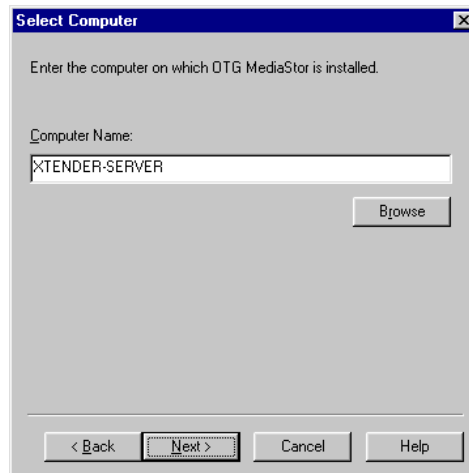 Select Computer
Enter the computer on which OTG MediaStor is installed.
Computer Name:
XTENDER-SERVER
Browse
< Back Next > Cancel Help